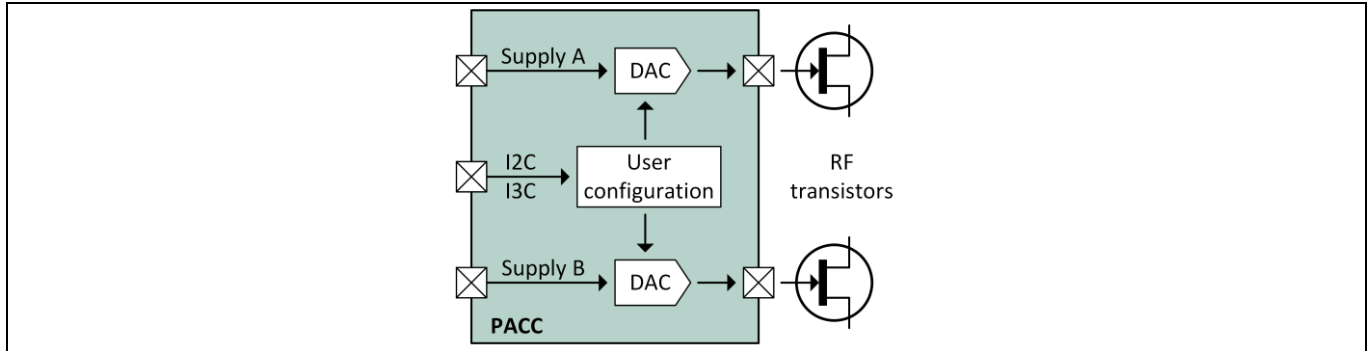 Supply A
DAC
I2C
I3C
User
configuration
RF
transistors
Supply B
DAC
PACC